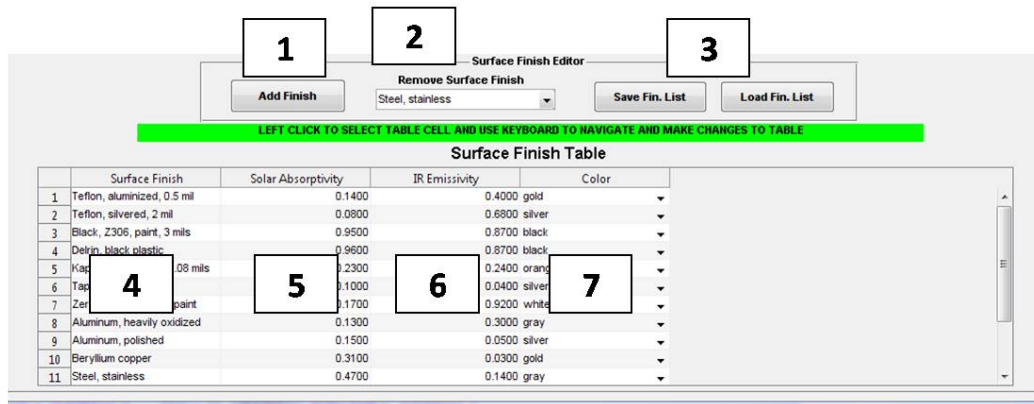 1
2
3
Surface Finish Editor
Remove Surface Finish
Add Finish
Steel, stainless
Save Fin. List
Load Fin. List
LEFT CLICK TO SELECT TABLE CELL AND USE KEYBOARD TO NAVIGATE AND MAKE CHANGES TO TABLE
Surface Finish Table
Surface Finish Solar Absorptivity IR Emissivity Color
1 Teflon, aluminized, 0.5 mil 0.1400 0.4000 gold
2 Teflon, silvered, 2 mil 0.0800 0.6800 silver
3 Black, Z306, paint, 3 mils 0.9500 0.8700 black
4 Delrin, black plastic 0.9600 0.8700 black
5 .08 mils 0.2300 0.2400
6 0.1000 0.0400 silver
7 paint 0.1700 0.9200 white
4 5 6 7
8 Aluminum, heavily oxidized 0.1300 0.3000 gray
9 Aluminum, polished 0.1500 0.0500 silver
10 Beryllium copper 0.3100 0.0300 gold
11 Steel, stainless 0.4700 0.1400 gray